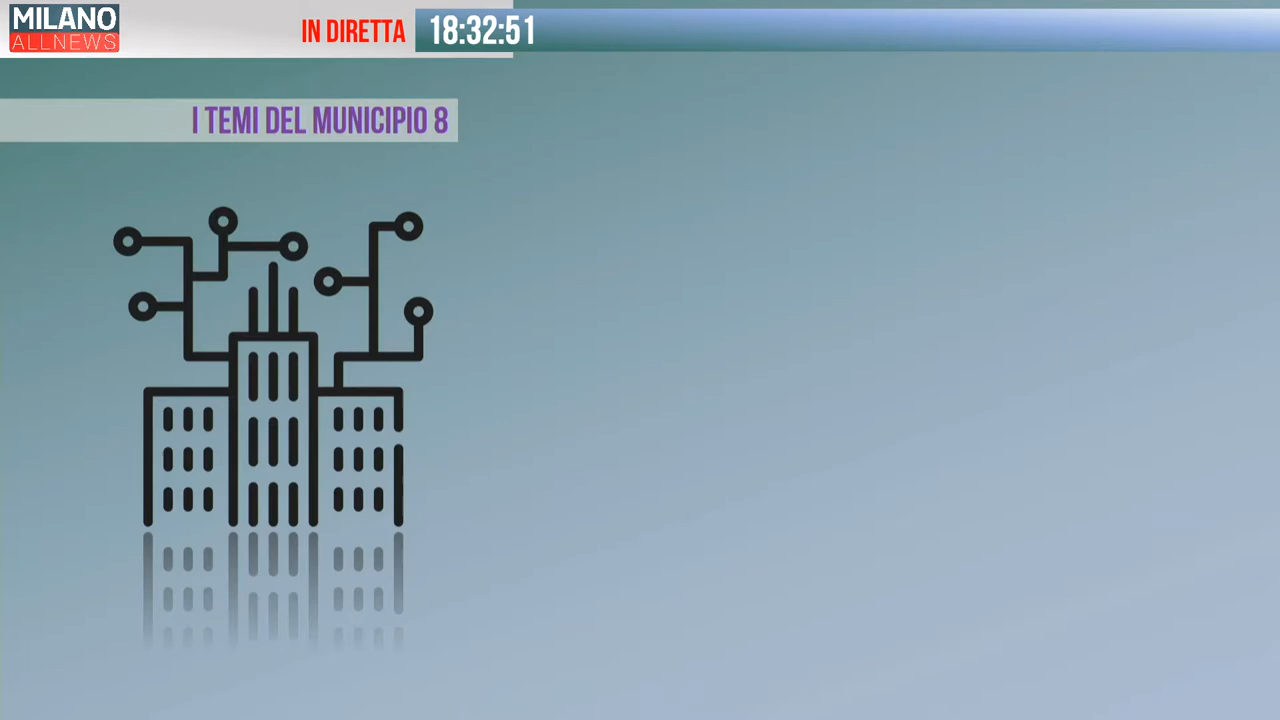 MILANO
ALLNEWS
IN DIRETTA
18:32:51
I TEMI DEL MUNICIPIO 8